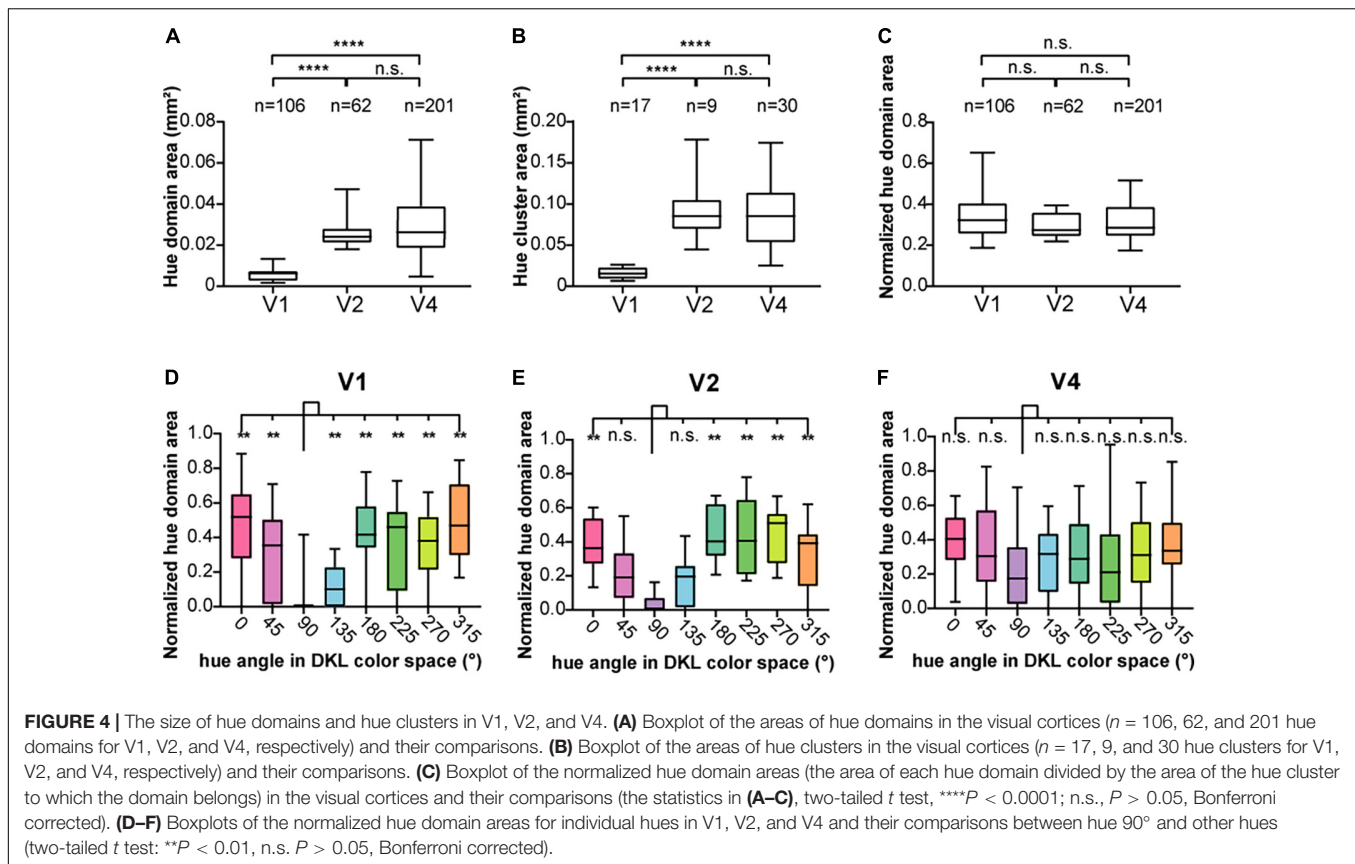 A
****
****
n.s.
n=106
n=62
n=201
Hue domain area (mm²)
0.08
0.06
0.04
0.02
0
V1
V2
V4
B
****
****
n.s.
n=17
n=9
n=30
Hue cluster area (mm²)
0.20
0.15
0.10
0.05
0
V1
V2
V4
C
n.s.
n.s.
n.s.
n=106
n=62
n=201
Normalized hue domain area
0.8
0.6
0.4
0.2
0
V1
V2
V4
D
V1
** ** ** ** ** ** **
Normalized hue domain area
1.0
0.8
0.6
0.4
0.2
0.0
0 45 90 135 180 225 270 315
hue angle in DKL color space (°)
E
V2
** n.s. n.s. ** ** ** **
Normalized hue domain area
1.0
0.8
0.6
0.4
0.2
0.0
0 45 90 135 180 225 270 315
hue angle in DKL color space (°)
F
V4
n.s. n.s. n.s. n.s. n.s. n.s. n.s.
Normalized hue domain area
1.0
0.8
0.6
0.4
0.2
0.0
0 45 90 135 180 225 270 315
hue angle in DKL color space (°)
FIGURE 4 | The size of hue domains and hue clusters in V1, V2, and V4. (A) Boxplot of the areas of hue domains in the visual cortices (n = 106, 62, and 201 hue
domains for V1, V2, and V4, respectively) and their comparisons. (B) Boxplot of the areas of hue clusters in the visual cortices (n = 17, 9, and 30 hue clusters for V1,
V2, and V4, respectively) and their comparisons. (C) Boxplot of the normalized hue domain areas (the area of each hue domain divided by the area of the hue cluster
to which the domain belongs) in the visual cortices and their comparisons (the statistics in (A–C), two-tailed t test, ****P < 0.0001; n.s., P > 0.05, Bonferroni
corrected). (D–F) Boxplots of the normalized hue domain areas for individual hues in V1, V2, and V4 and their comparisons between hue 90° and other hues
(two-tailed t test: **P < 0.01, n.s. P > 0.05, Bonferroni corrected).